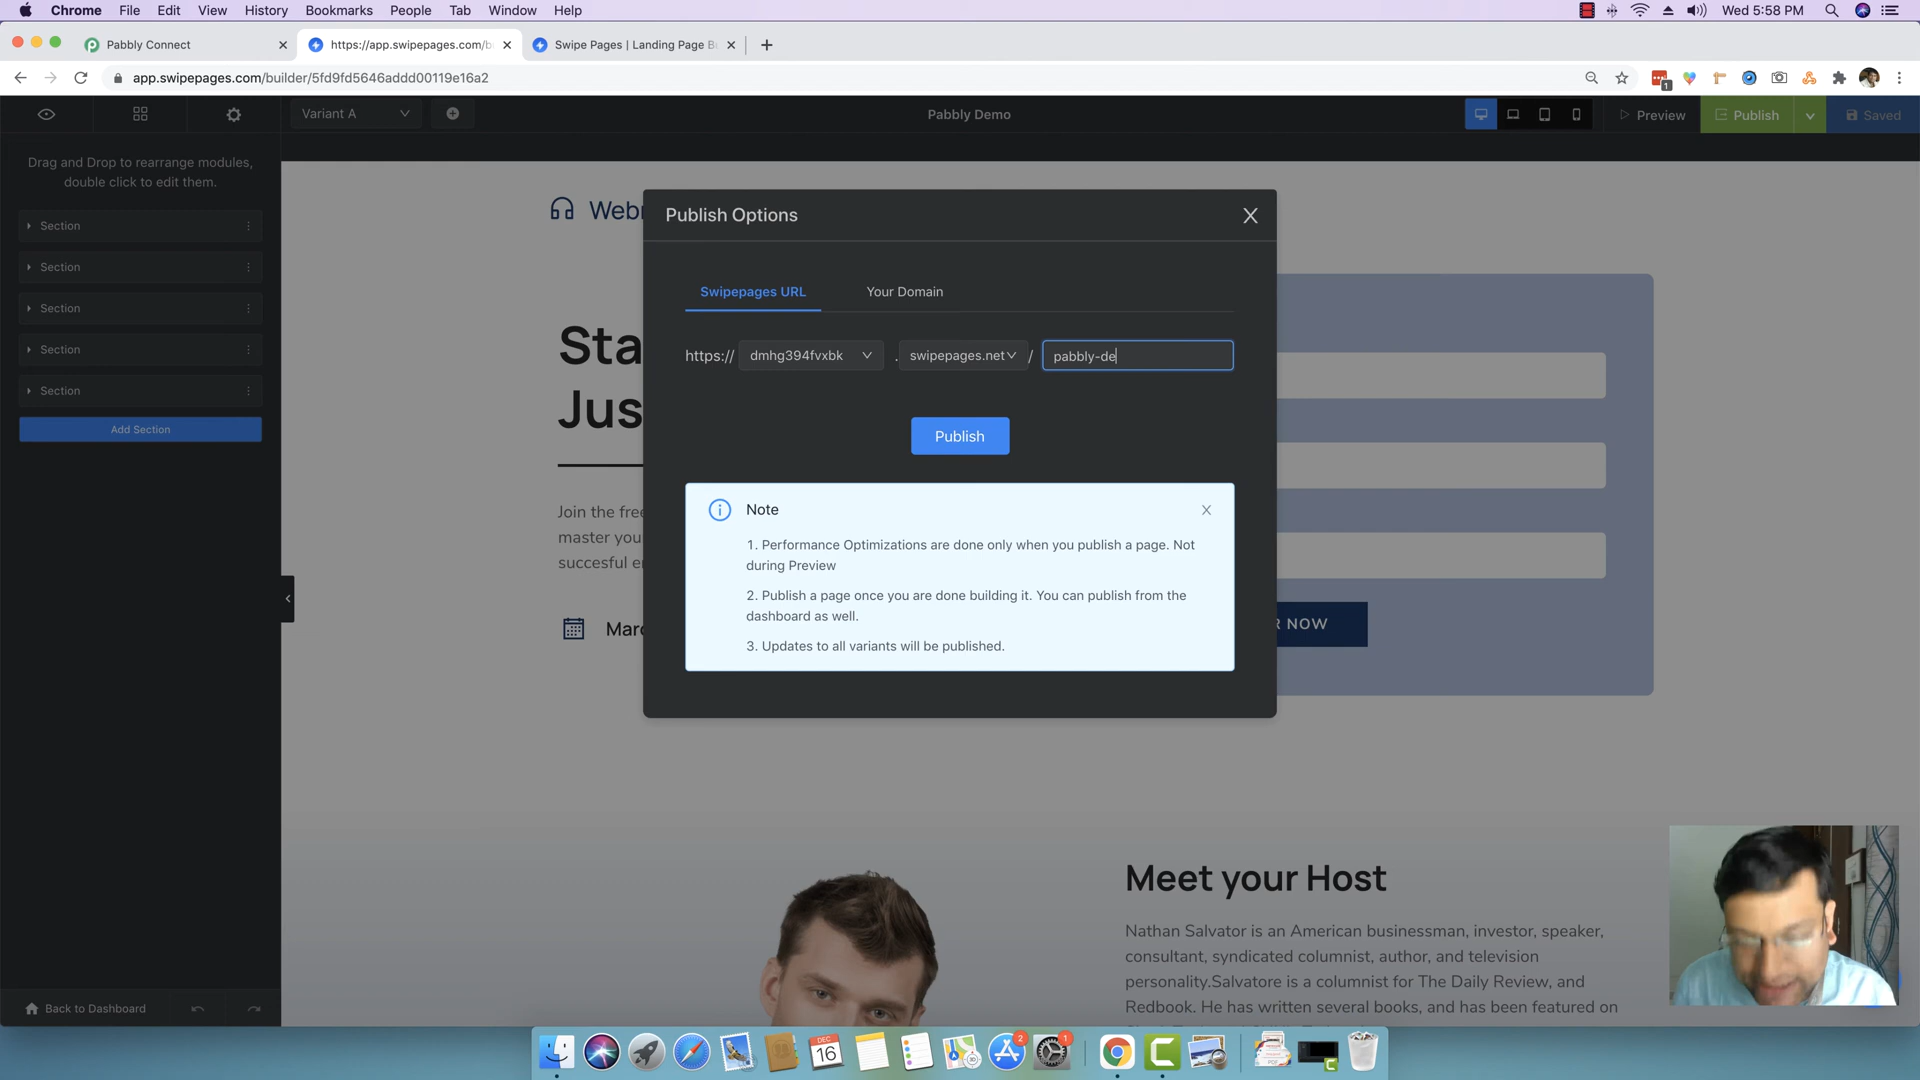 Chrome File Edit View History Bookmarks People Tab Window Help Wed 5:58 PM
Pabbly Connect https://app.swipepages.com/b Swipe Pages | Landing Page B
app.swipepages.com/builder/5fd9fd5646addd00119e16a2 1
Variant A Pabbly Demo Preview Publish Saved
Drag and Drop to rearrange modules,
double click to edit them.
Section
Section
Section
Section
Section
Add Section
Back to Dashboard
Publish Options
Swipepages URL Your Domain
https:// dmhg394fvxbk . swipepages.net / pabbly-de
Publish
Note
1. Performance Optimizations are done only when you publish a page. Not
during Preview
2. Publish a page once you are done building it. You can publish from the
dashboard as well.
3. Updates to all variants will be published.
Sta
Jus
Join the free
master you
R NOW
Meet your Host
Nathan Salvator is an American businessman, investor, speaker,
consultant, syndicated columnist, author, and television
personality.Salvatore is a columnist for The Daily Review, and
Redbook. He has written several books, and has been featured on
DEC
16
2
1